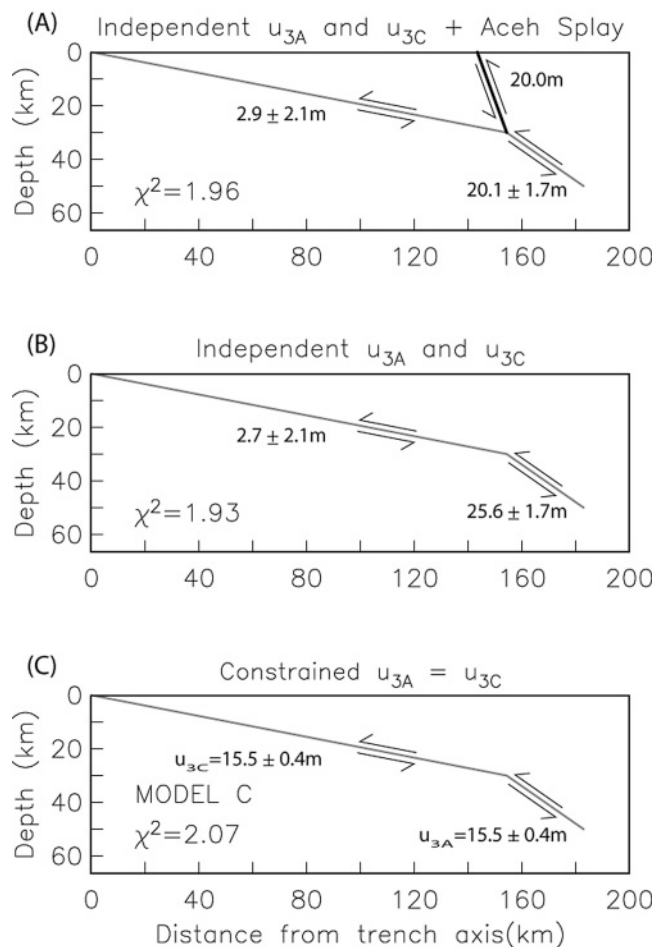 (A) Independent u3A and u3C + Aceh Splay
0
20
40
60
Depth (km)
20.0m
2.9 ± 2.1m
20.1 ± 1.7m
χ2=1.96
0 40 80 120 160 200
(B) Independent u3A and u3C
0
20
40
60
Depth (km)
2.7 ± 2.1m
25.6 ± 1.7m
χ2=1.93
0 40 80 120 160 200
(C) Constrained u3A = u3C
0
20
40
60
Depth (km)
u3C=15.5 ± 0.4m
MODEL C
u3A=15.5 ± 0.4m
χ2=2.07
0 40 80 120 160 200
Distance from trench axis(km)